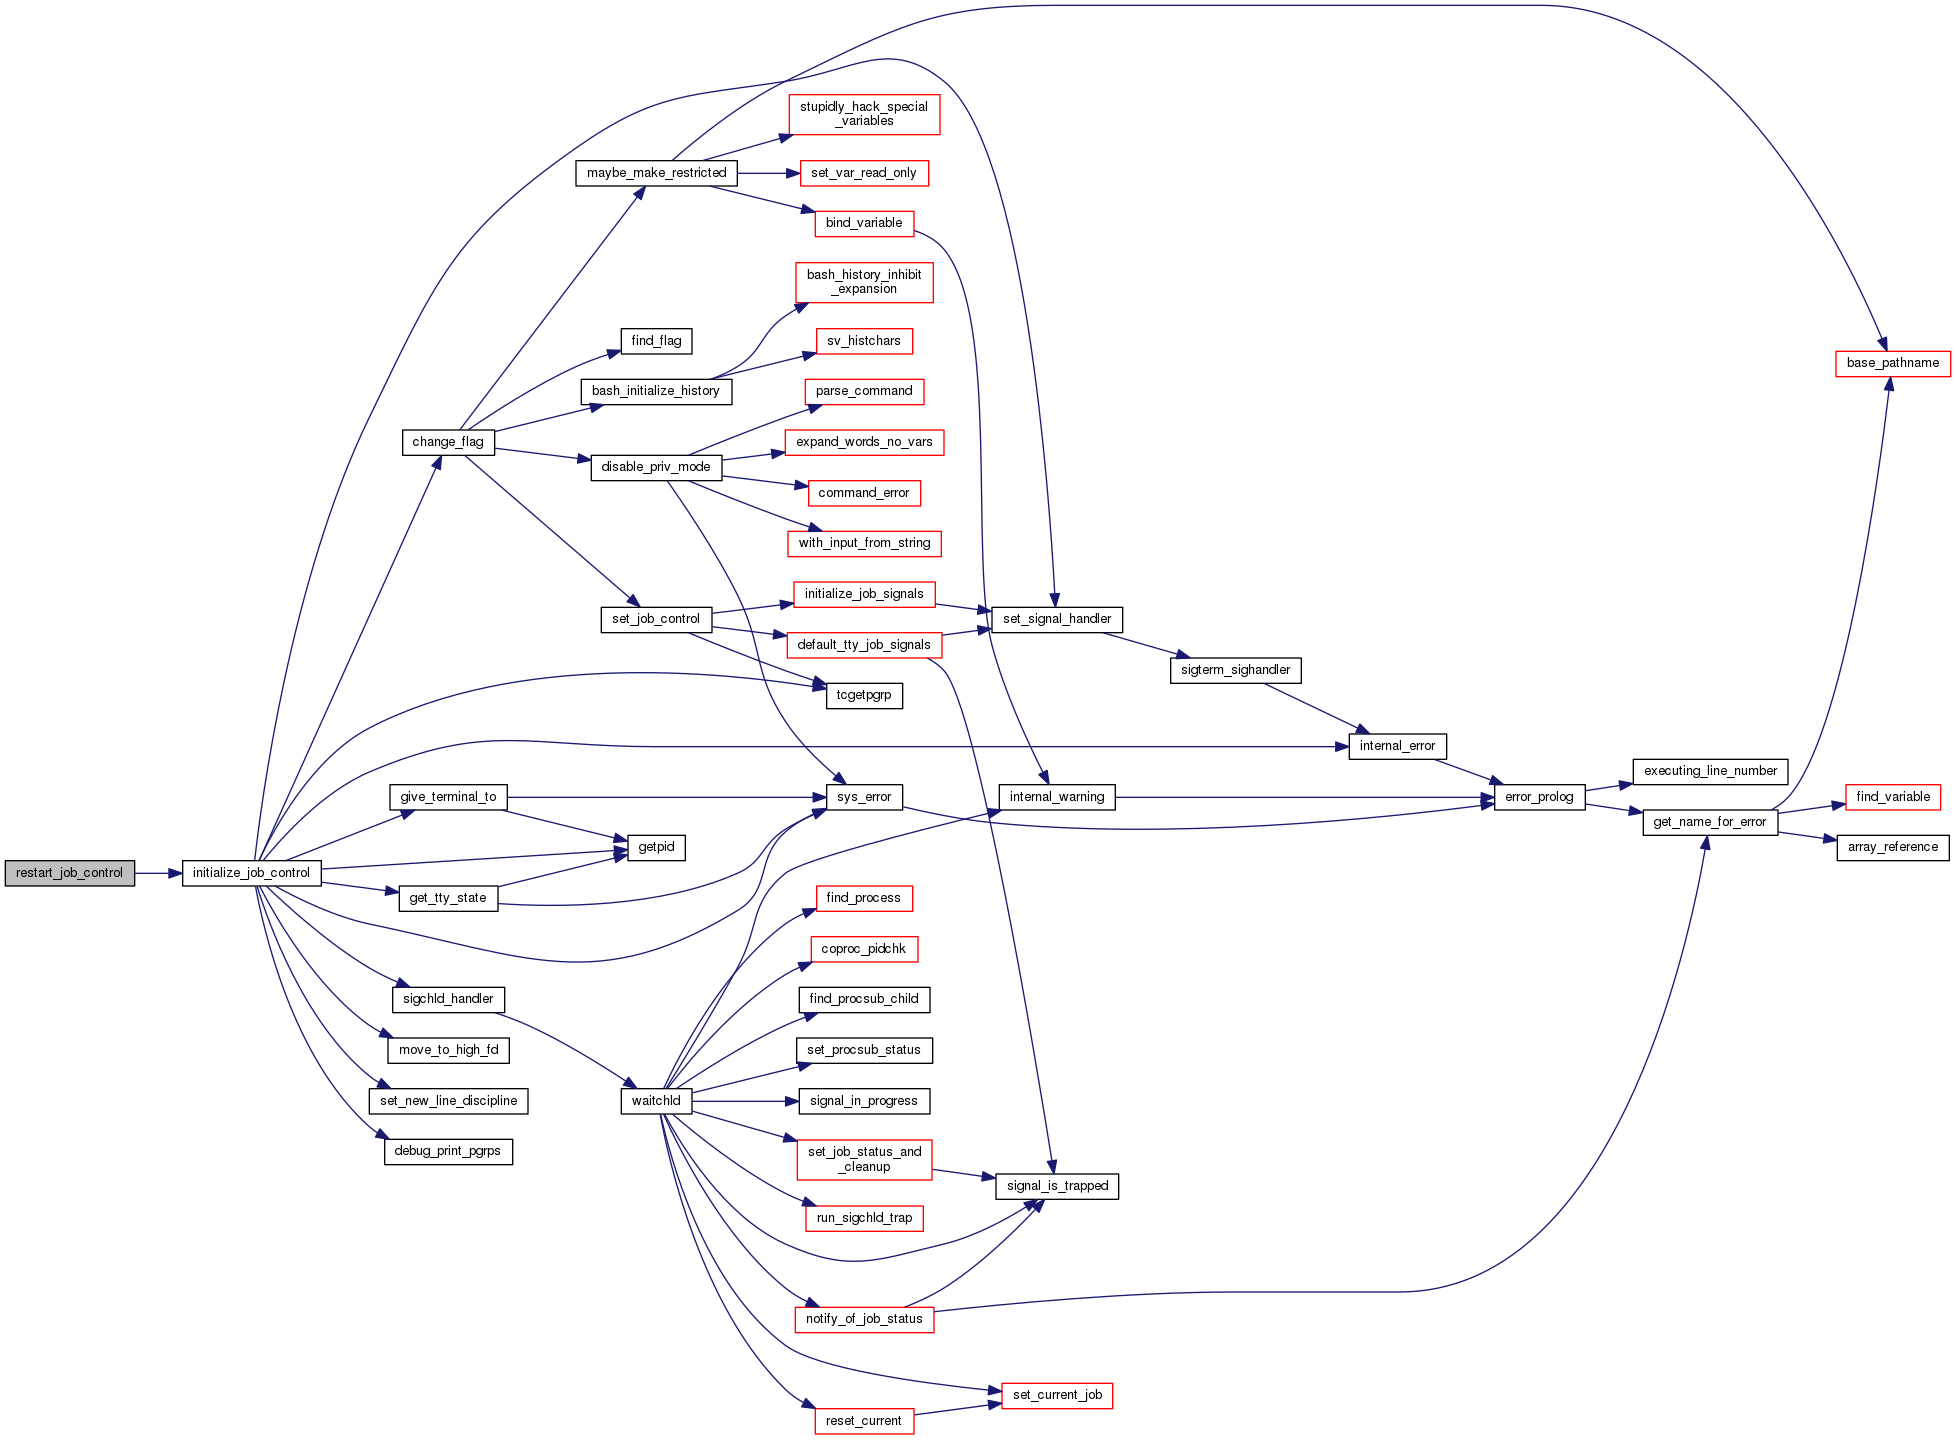 stupidly_hack_special
_variables
maybe_make_restricted
set_var_read_only
bind_variable
bash_history_inhibit
_expansion
find_flag
sv_histchars
base_pathname
bash_initialize_history
parse_command
change_flag
expand_words_no_vars
disable_priv_mode
command_error
with_input_from_string
initialize_job_signals
set_job_control
set_signal_handler
default_tty_job_signals
sigterm_sighandler
tcgetpgrp
internal_error
executing_line_number
give_terminal_to
sys_error
internal_warning
error_prolog
find_variable
get_name_for_error
getpid
array_reference
restart_job_control
initialize_job_control
get_tty_state
find_process
coproc_pidchk
sigchld_handler
find_procsub_child
move_to_high_fd
set_procsub_status
set_new_line_discipline
waitchld
signal_in_progress
debug_print_pgrps
set_job_status_and
_cleanup
signal_is_trapped
run_sigchld_trap
notify_of_job_status
set_current_job
reset_current